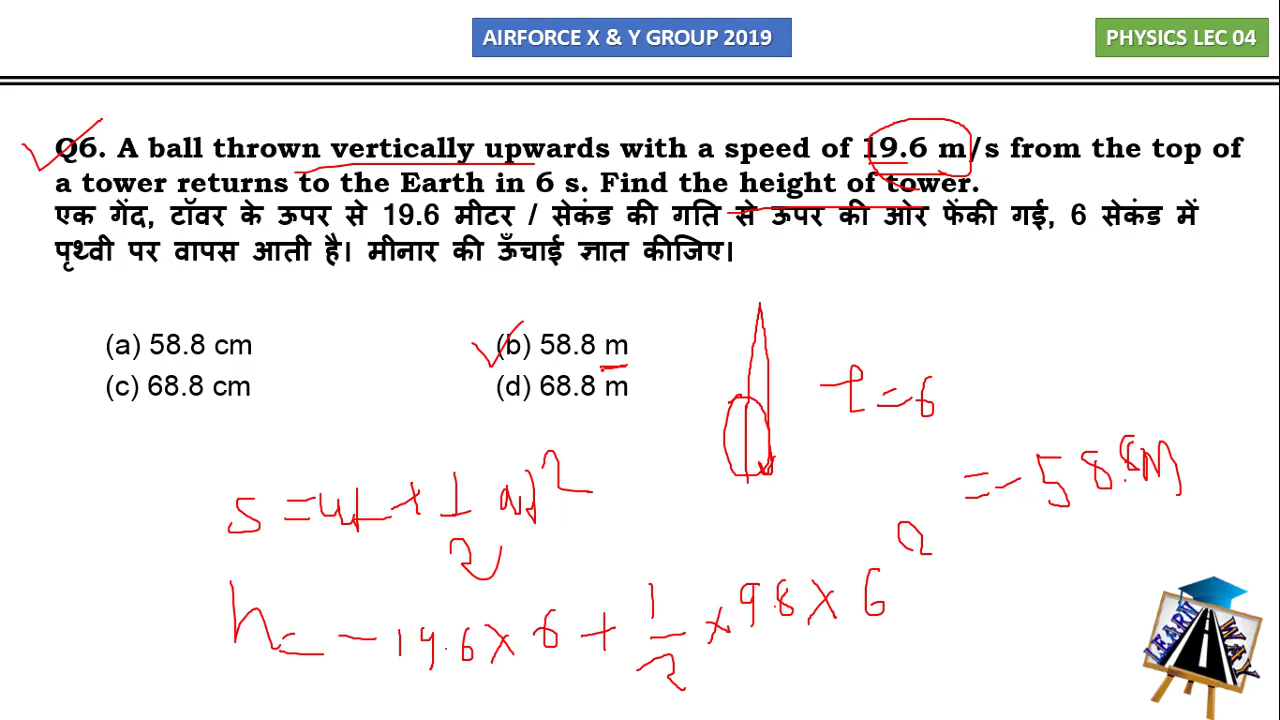 AIRFORCE X & Y GROUP 2019
PHYSICS LEC 04
Q6. A ball thrown vertically upwards with a speed of 19.6 m/s from the top of
a tower returns to the Earth in 6 s. Find the height of tower.
एक गेंद, टॉवर के ऊपर से 19.6 मीटर / सेकंड की गति से ऊपर की ओर फेंकी गई, 6 सेकंड में
पृथ्वी पर वापस आती है। मीनार की ऊँचाई ज्ञात कीजिए।
(a) 58.8 cm
(b) 58.8 m
(c) 68.8 cm
(d) 68.8 m
t = 6
s = ut + 1/2 at²
= - 58.8 M
h = - 19.6 × 6 + 1/2 × 9.8 × 6²
LEARN WAY